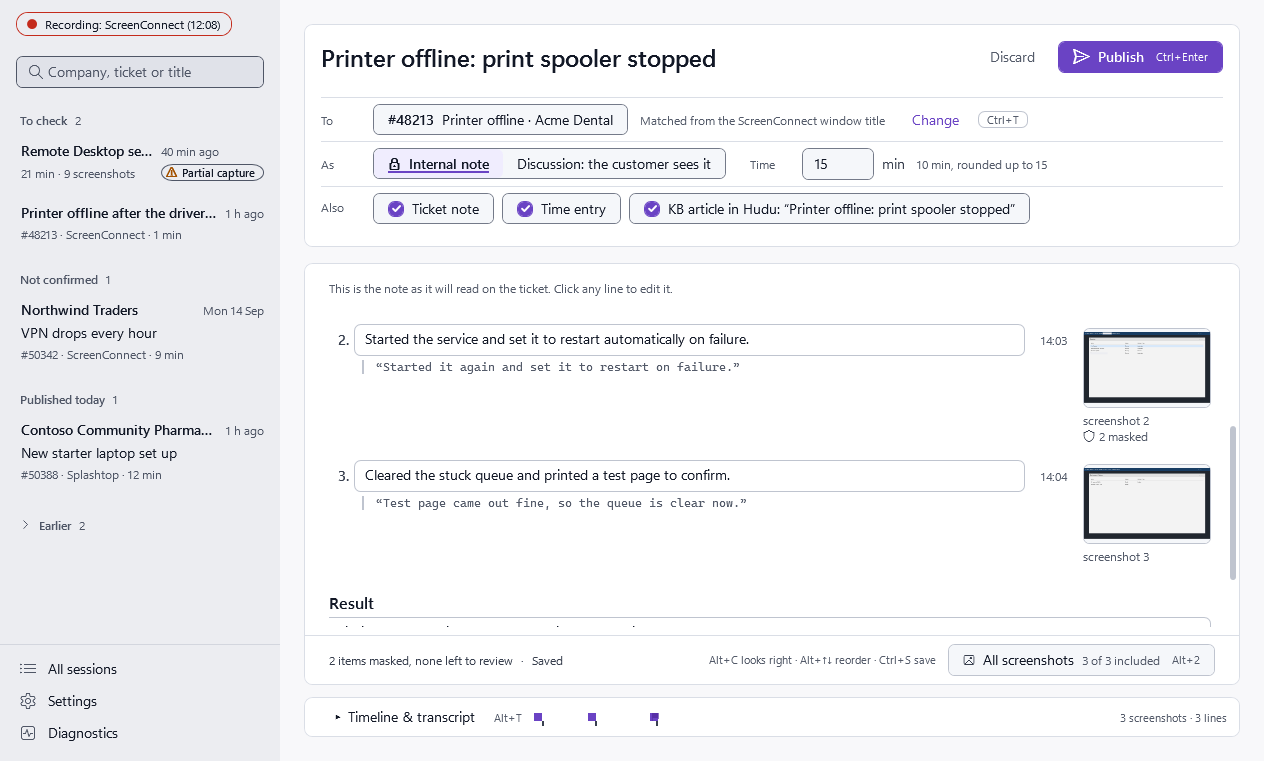 Recording: ScreenConnect (12:08)
Company, ticket or title
To check 2
Remote Desktop se... 40 min ago
21 min · 9 screenshots Partial capture
Printer offline after the driver... 1 h ago
#48213 · ScreenConnect · 1 min
Not confirmed 1
Northwind Traders Mon 14 Sep
VPN drops every hour
#50342 · ScreenConnect · 9 min
Published today 1
Contoso Community Pharma... 1 h ago
New starter laptop set up
#50388 · Splashtop · 12 min
Earlier 2
All sessions
Settings
Diagnostics
Printer offline: print spooler stopped
Discard
Publish Ctrl+Enter
To #48213 Printer offline · Acme Dental Matched from the ScreenConnect window title Change Ctrl+T
As Internal note Discussion: the customer sees it Time 15 min 10 min, rounded up to 15
Also Ticket note Time entry KB article in Hudu: “Printer offline: print spooler stopped”
This is the note as it will read on the ticket. Click any line to edit it.
2. Started the service and set it to restart automatically on failure. 14:03
“Started it again and set it to restart on failure.”
screenshot 2
2 masked
3. Cleared the stuck queue and printed a test page to confirm. 14:04
“Test page came out fine, so the queue is clear now.”
screenshot 3
Result
2 items masked, none left to review · Saved
Alt+C looks right · Alt+↑↓ reorder · Ctrl+S save
All screenshots 3 of 3 included Alt+2
Timeline & transcript Alt+T
3 screenshots · 3 lines